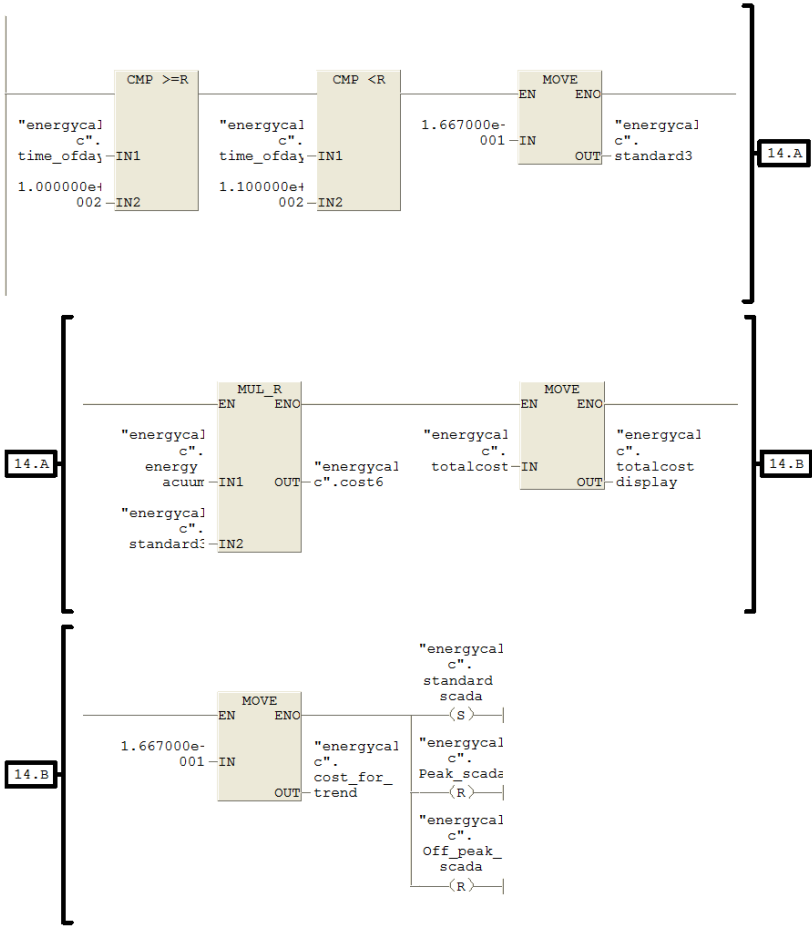 CMP >=R
CMP <R
MOVE
EN
ENO
"energycal
c".
time_ofday
IN1
1.000000e+
002
IN2
"energycal
c".
time_ofday
IN1
1.100000e+
002
IN2
1.667000e-
001
IN
OUT
"energycal
c".
standard3
14.A
14.A
MUL_R
EN
ENO
"energycal
c".
energy
acuum
IN1
OUT
"energycal
c".cost6
"energycal
c".
standard3
IN2
MOVE
EN
ENO
"energycal
c".
totalcost
IN
OUT
"energycal
c".
totalcost
display
14.B
14.B
MOVE
EN
ENO
1.667000e-
001
IN
OUT
"energycal
c".
cost_for_
trend
"energycal
c".
standard
scada
(S)
"energycal
c".
Peak_scada
(R)
"energycal
c".
Off_peak_
scada
(R)